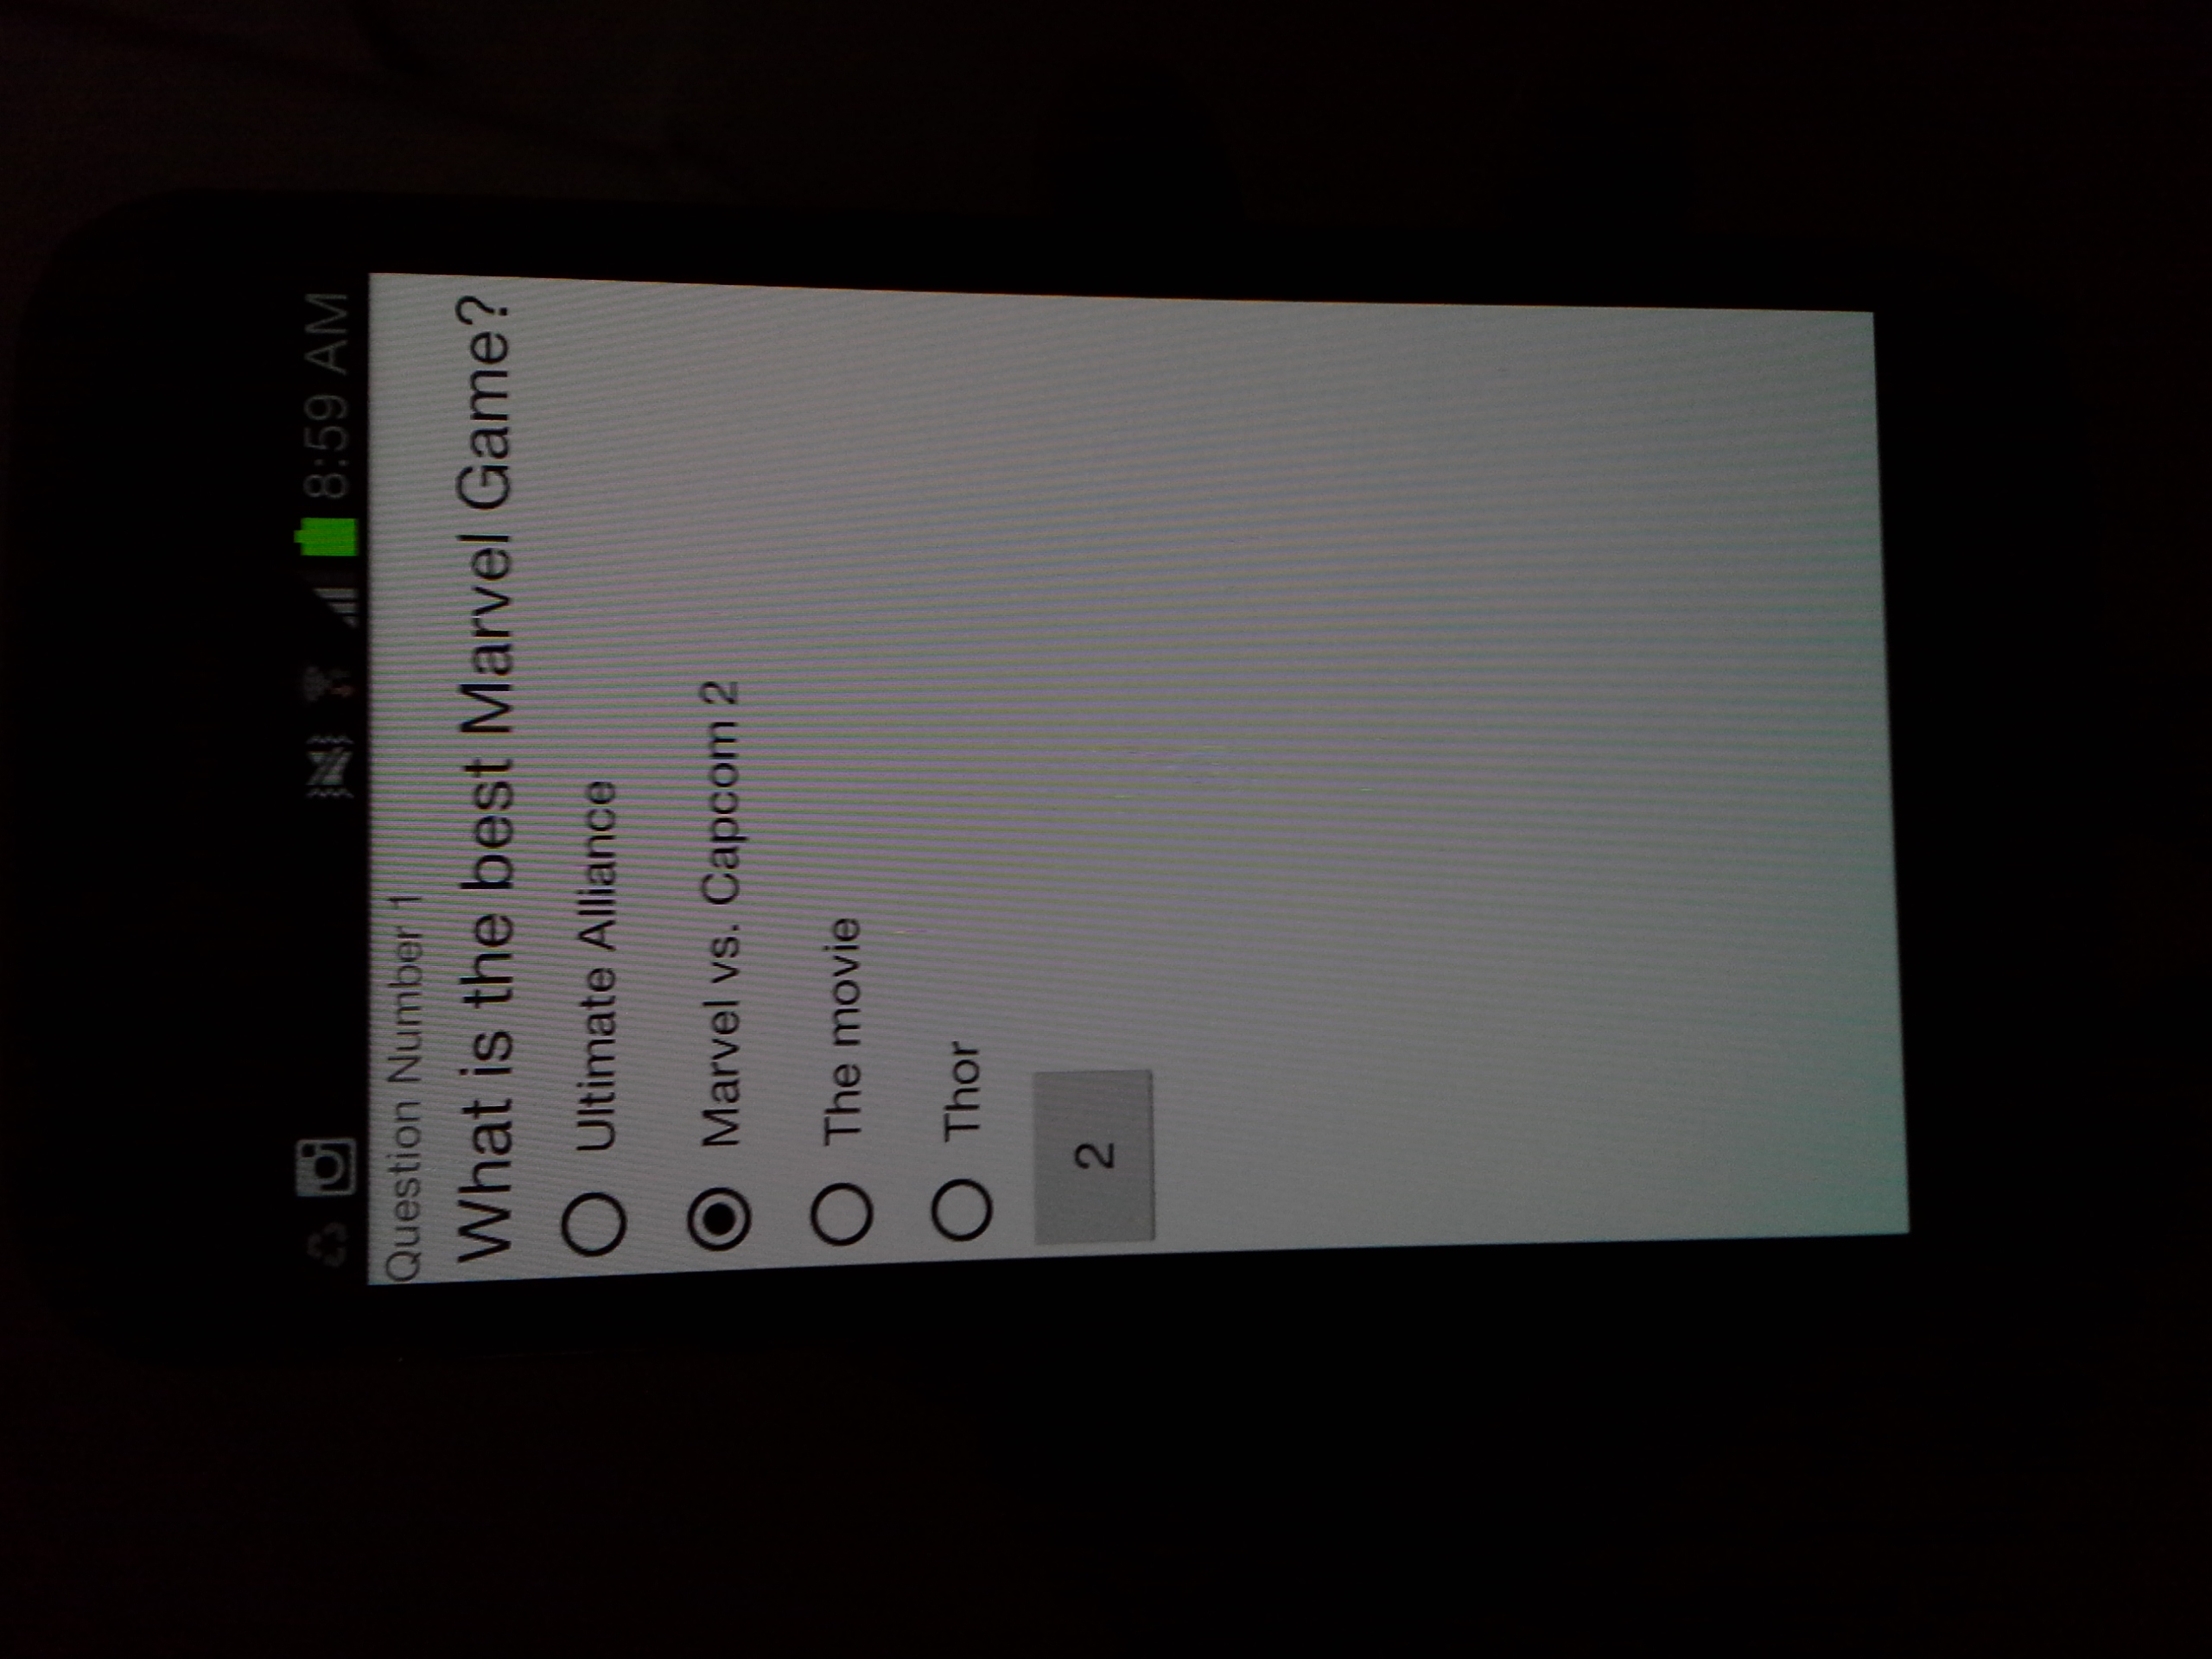 8:59 AM
Question Number 1
What is the best Marvel Game?
Ultimate Alliance
Marvel vs. Capcom 2
The movie
Thor
2